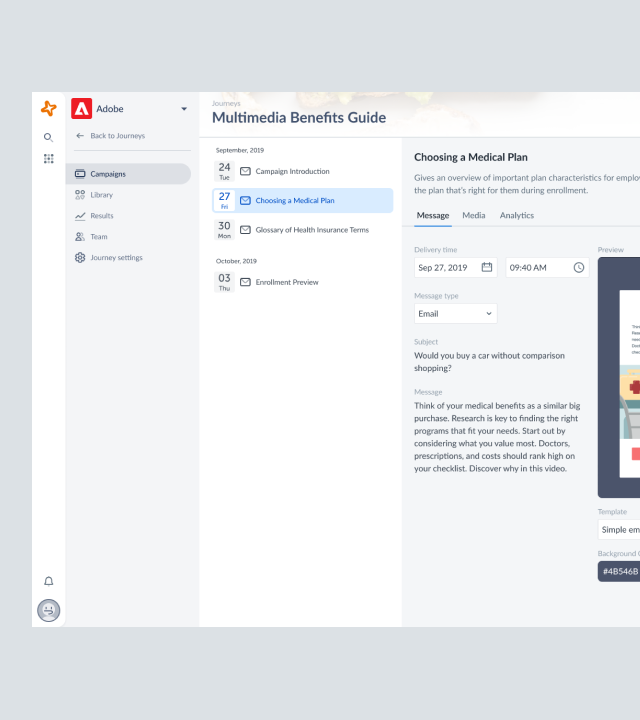 Adobe
Back to Journeys
Campaigns
Library
Results
Team
Journey settings
Journeys
Multimedia Benefits Guide
September, 2019
24
Tue
Campaign Introduction
27
Fri
Choosing a Medical Plan
30
Mon
Glossary of Health Insurance Terms
October, 2019
03
Thu
Enrollment Preview
Choosing a Medical Plan
Gives an overview of important plan characteristics for employ
the plan that's right for them during enrollment.
Message Media Analytics
Delivery time
Sep 27, 2019 09:40 AM
Message type
Email
Subject
Would you buy a car without comparison
shopping?
Message
Think of your medical benefits as a similar big
purchase. Research is key to finding the right
programs that fit your needs. Start out by
considering what you value most. Doctors,
prescriptions, and costs should rank high on
your checklist. Discover why in this video.
Preview
Template
Simple em
Background
#4B546B